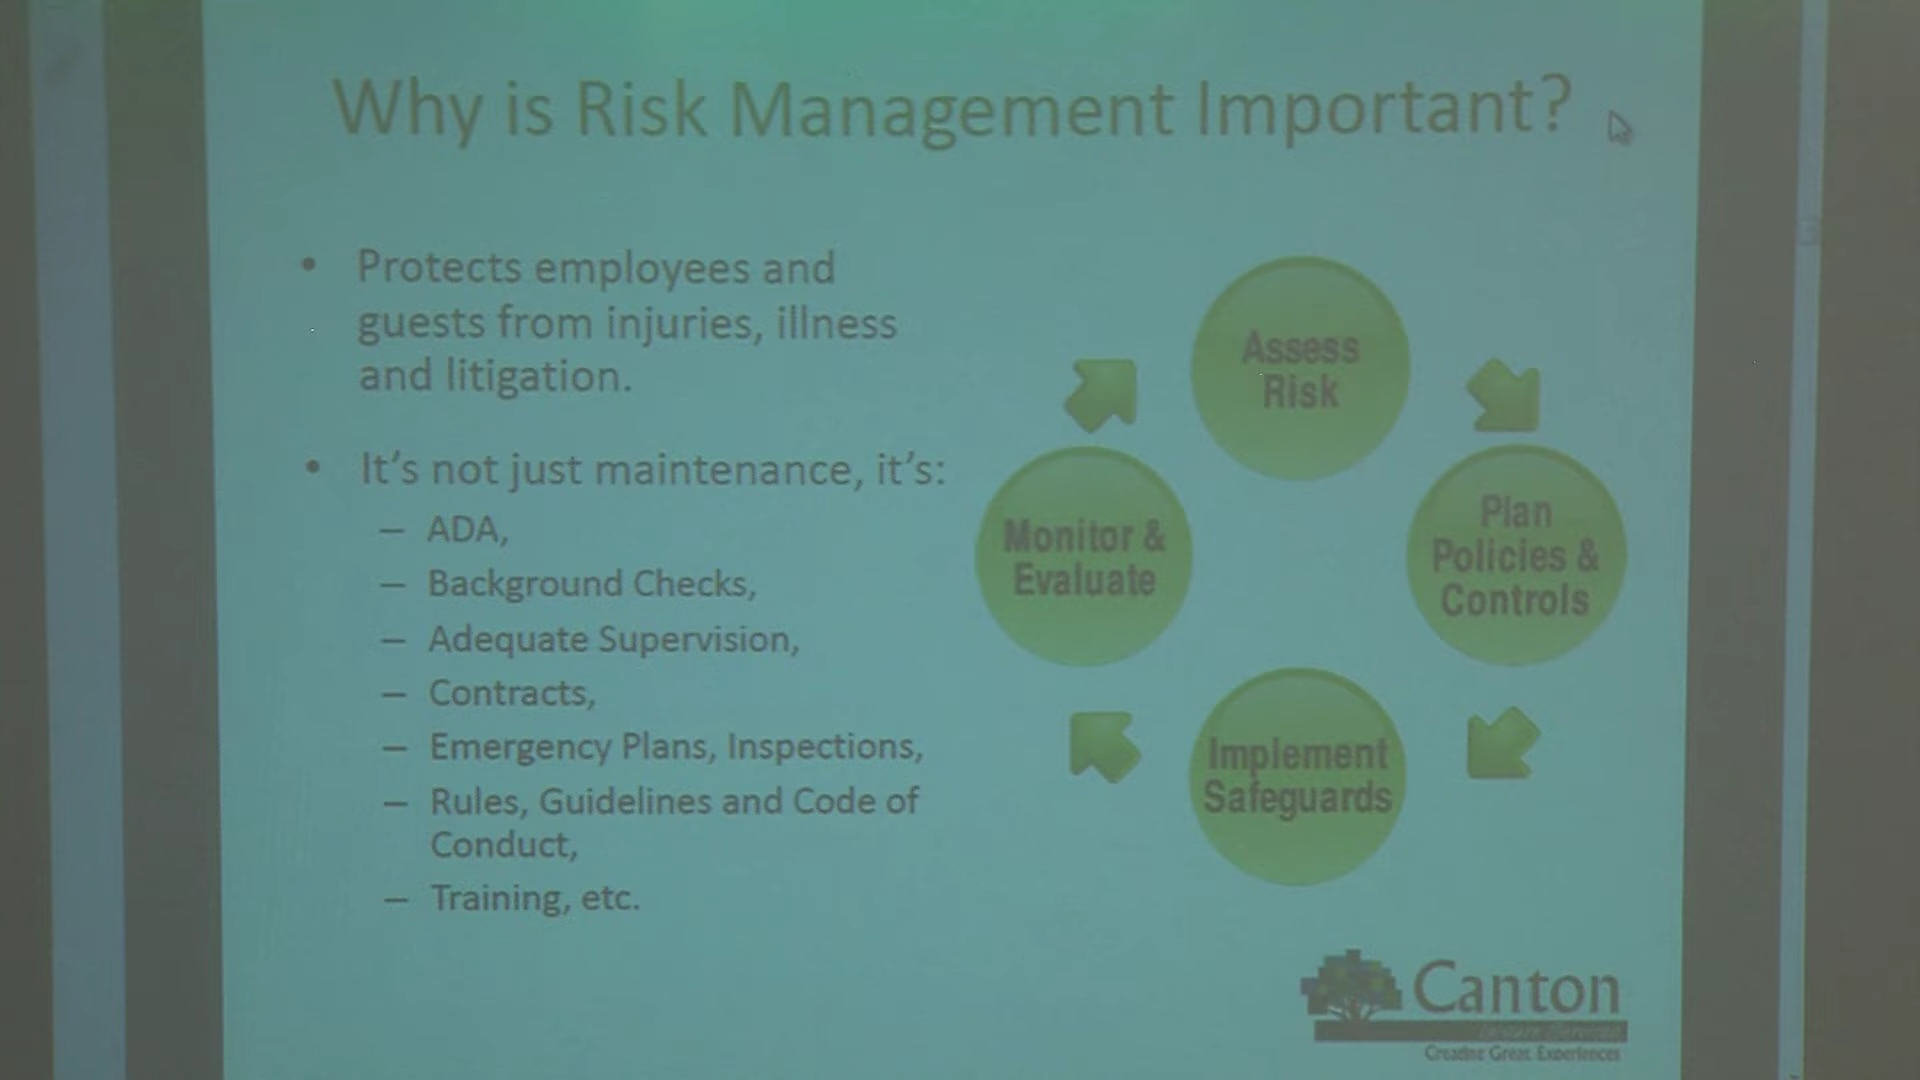 Why is Risk Management Important?
• Protects employees and
guests from injuries, illness
and litigation.
• It's not just maintenance, it's:
– ADA,
– Background Checks,
– Adequate Supervision,
– Contracts,
– Emergency Plans, Inspections,
– Rules, Guidelines and Code of
Conduct,
– Training, etc.
Assess
Risk
Plan
Policies &
Controls
Implement
Safeguards
Monitor &
Evaluate
Canton
Leisure Services
Creating Great Experiences